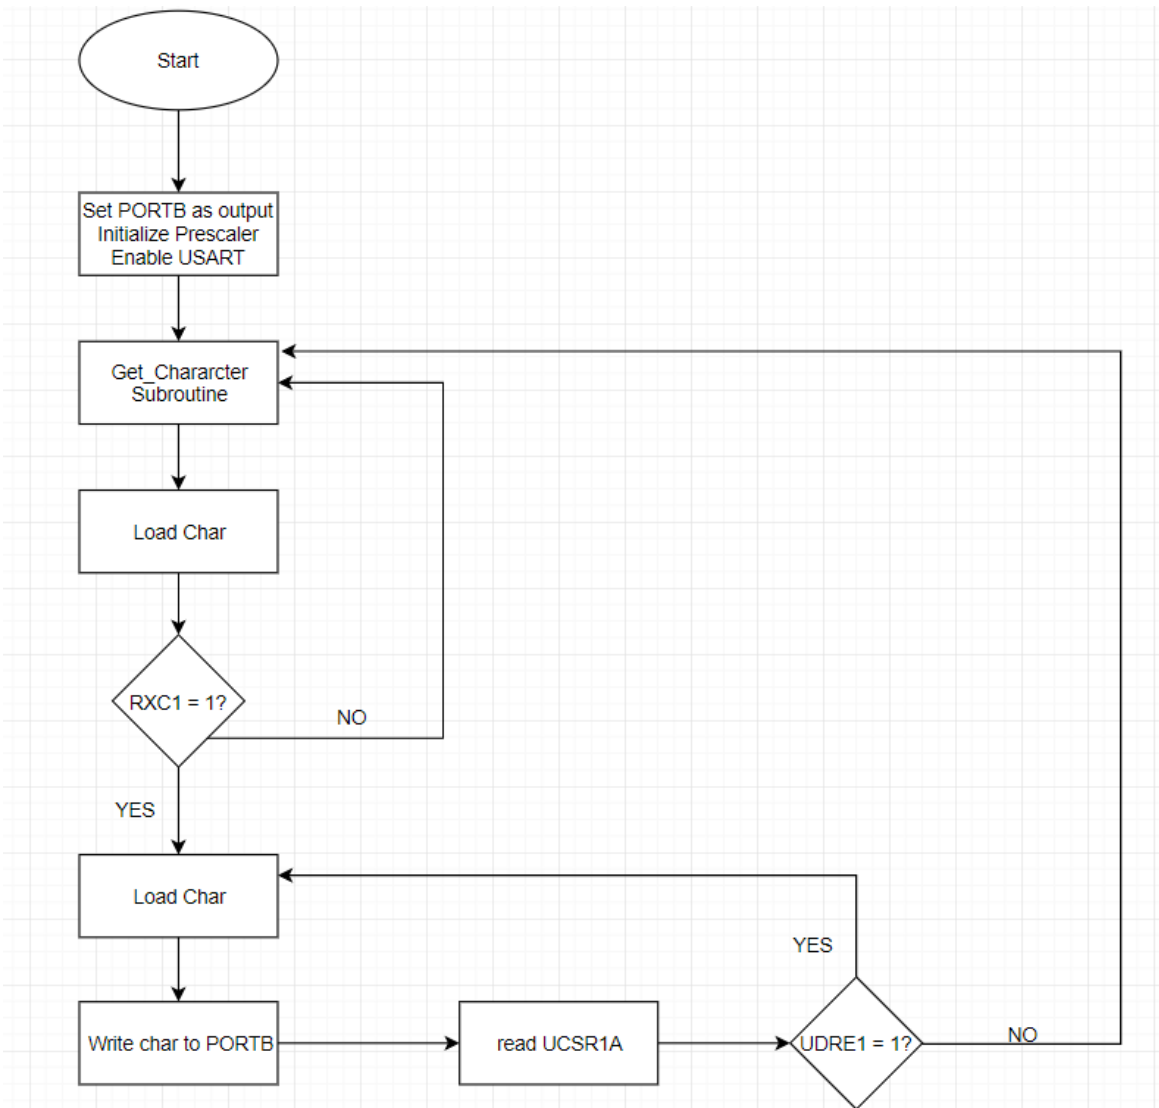 Start
Set PORTB as output
Initialize Prescaler
Enable USART
Get_Chararcter
Subroutine
Load Char
RXC1 = 1?
NO
YES
Load Char
YES
Write char to PORTB
read UCSR1A
UDRE1 = 1?
NO